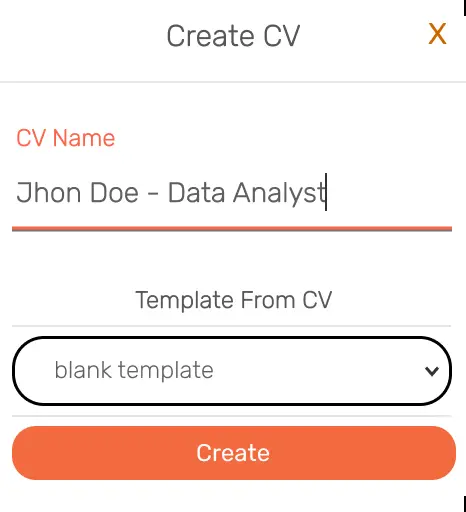 Create CV
X
CV Name
Jhon Doe - Data Analyst
Template From CV
blank template
Create